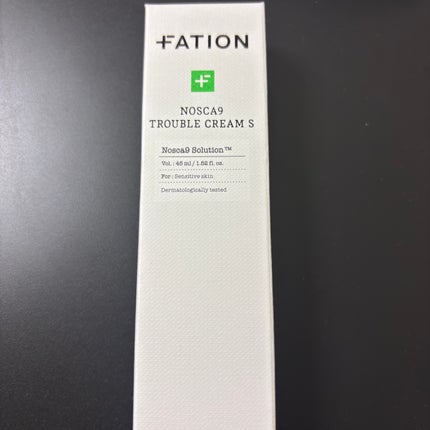 FATION
NOSCA9
TROUBLE CREAM S
Nosca9 Solution™
Vol. : 45 ml / 1.52 fl. oz.
For : Sensitive skin
Dermatologically tested